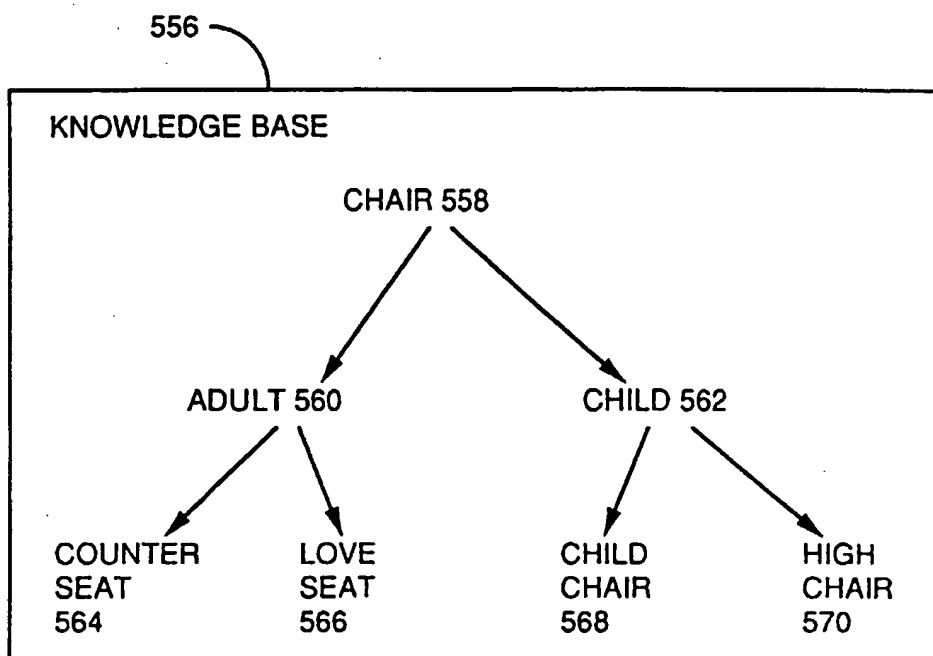 556
KNOWLEDGE BASE
CHAIR 558
ADULT 560
CHILD 562
COUNTER
SEAT
564
LOVE
SEAT
566
CHILD
CHAIR
568
HIGH
CHAIR
570